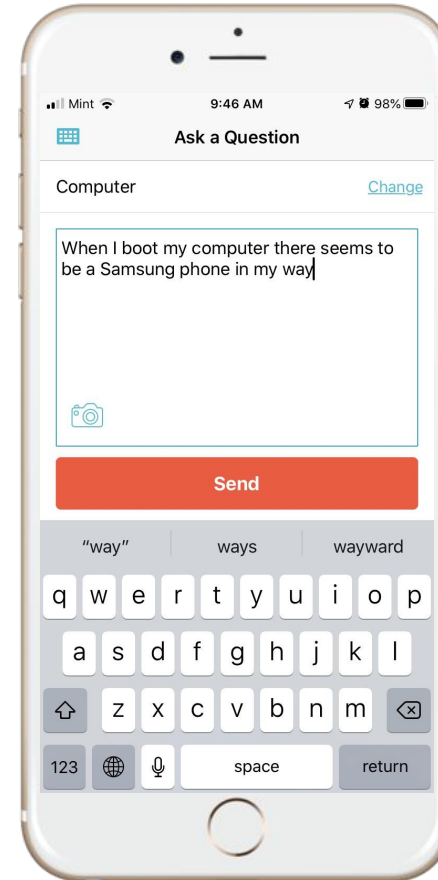 Mint 9:46 AM 98%
Ask a Question
Computer Change
When I boot my computer there seems to
be a Samsung phone in my way
Send
“way” ways wayward
q w e r t y u i o p
a s d f g h j k l
z x c v b n m
123 space return